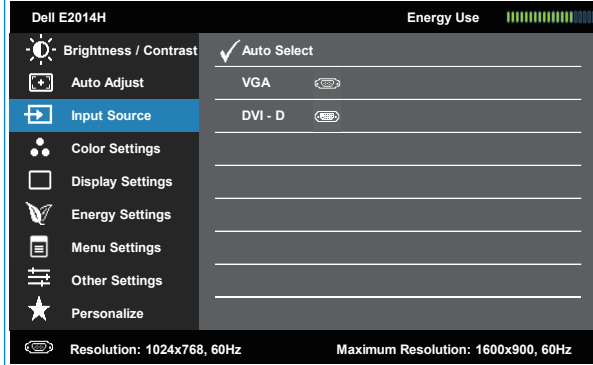 Dell E2014H Energy Use
Brightness / Contrast Auto Select
Auto Adjust VGA
Input Source DVI - D
Color Settings
Display Settings
Energy Settings
Menu Settings
Other Settings
Personalize
Resolution: 1024x768, 60Hz Maximum Resolution: 1600x900, 60Hz